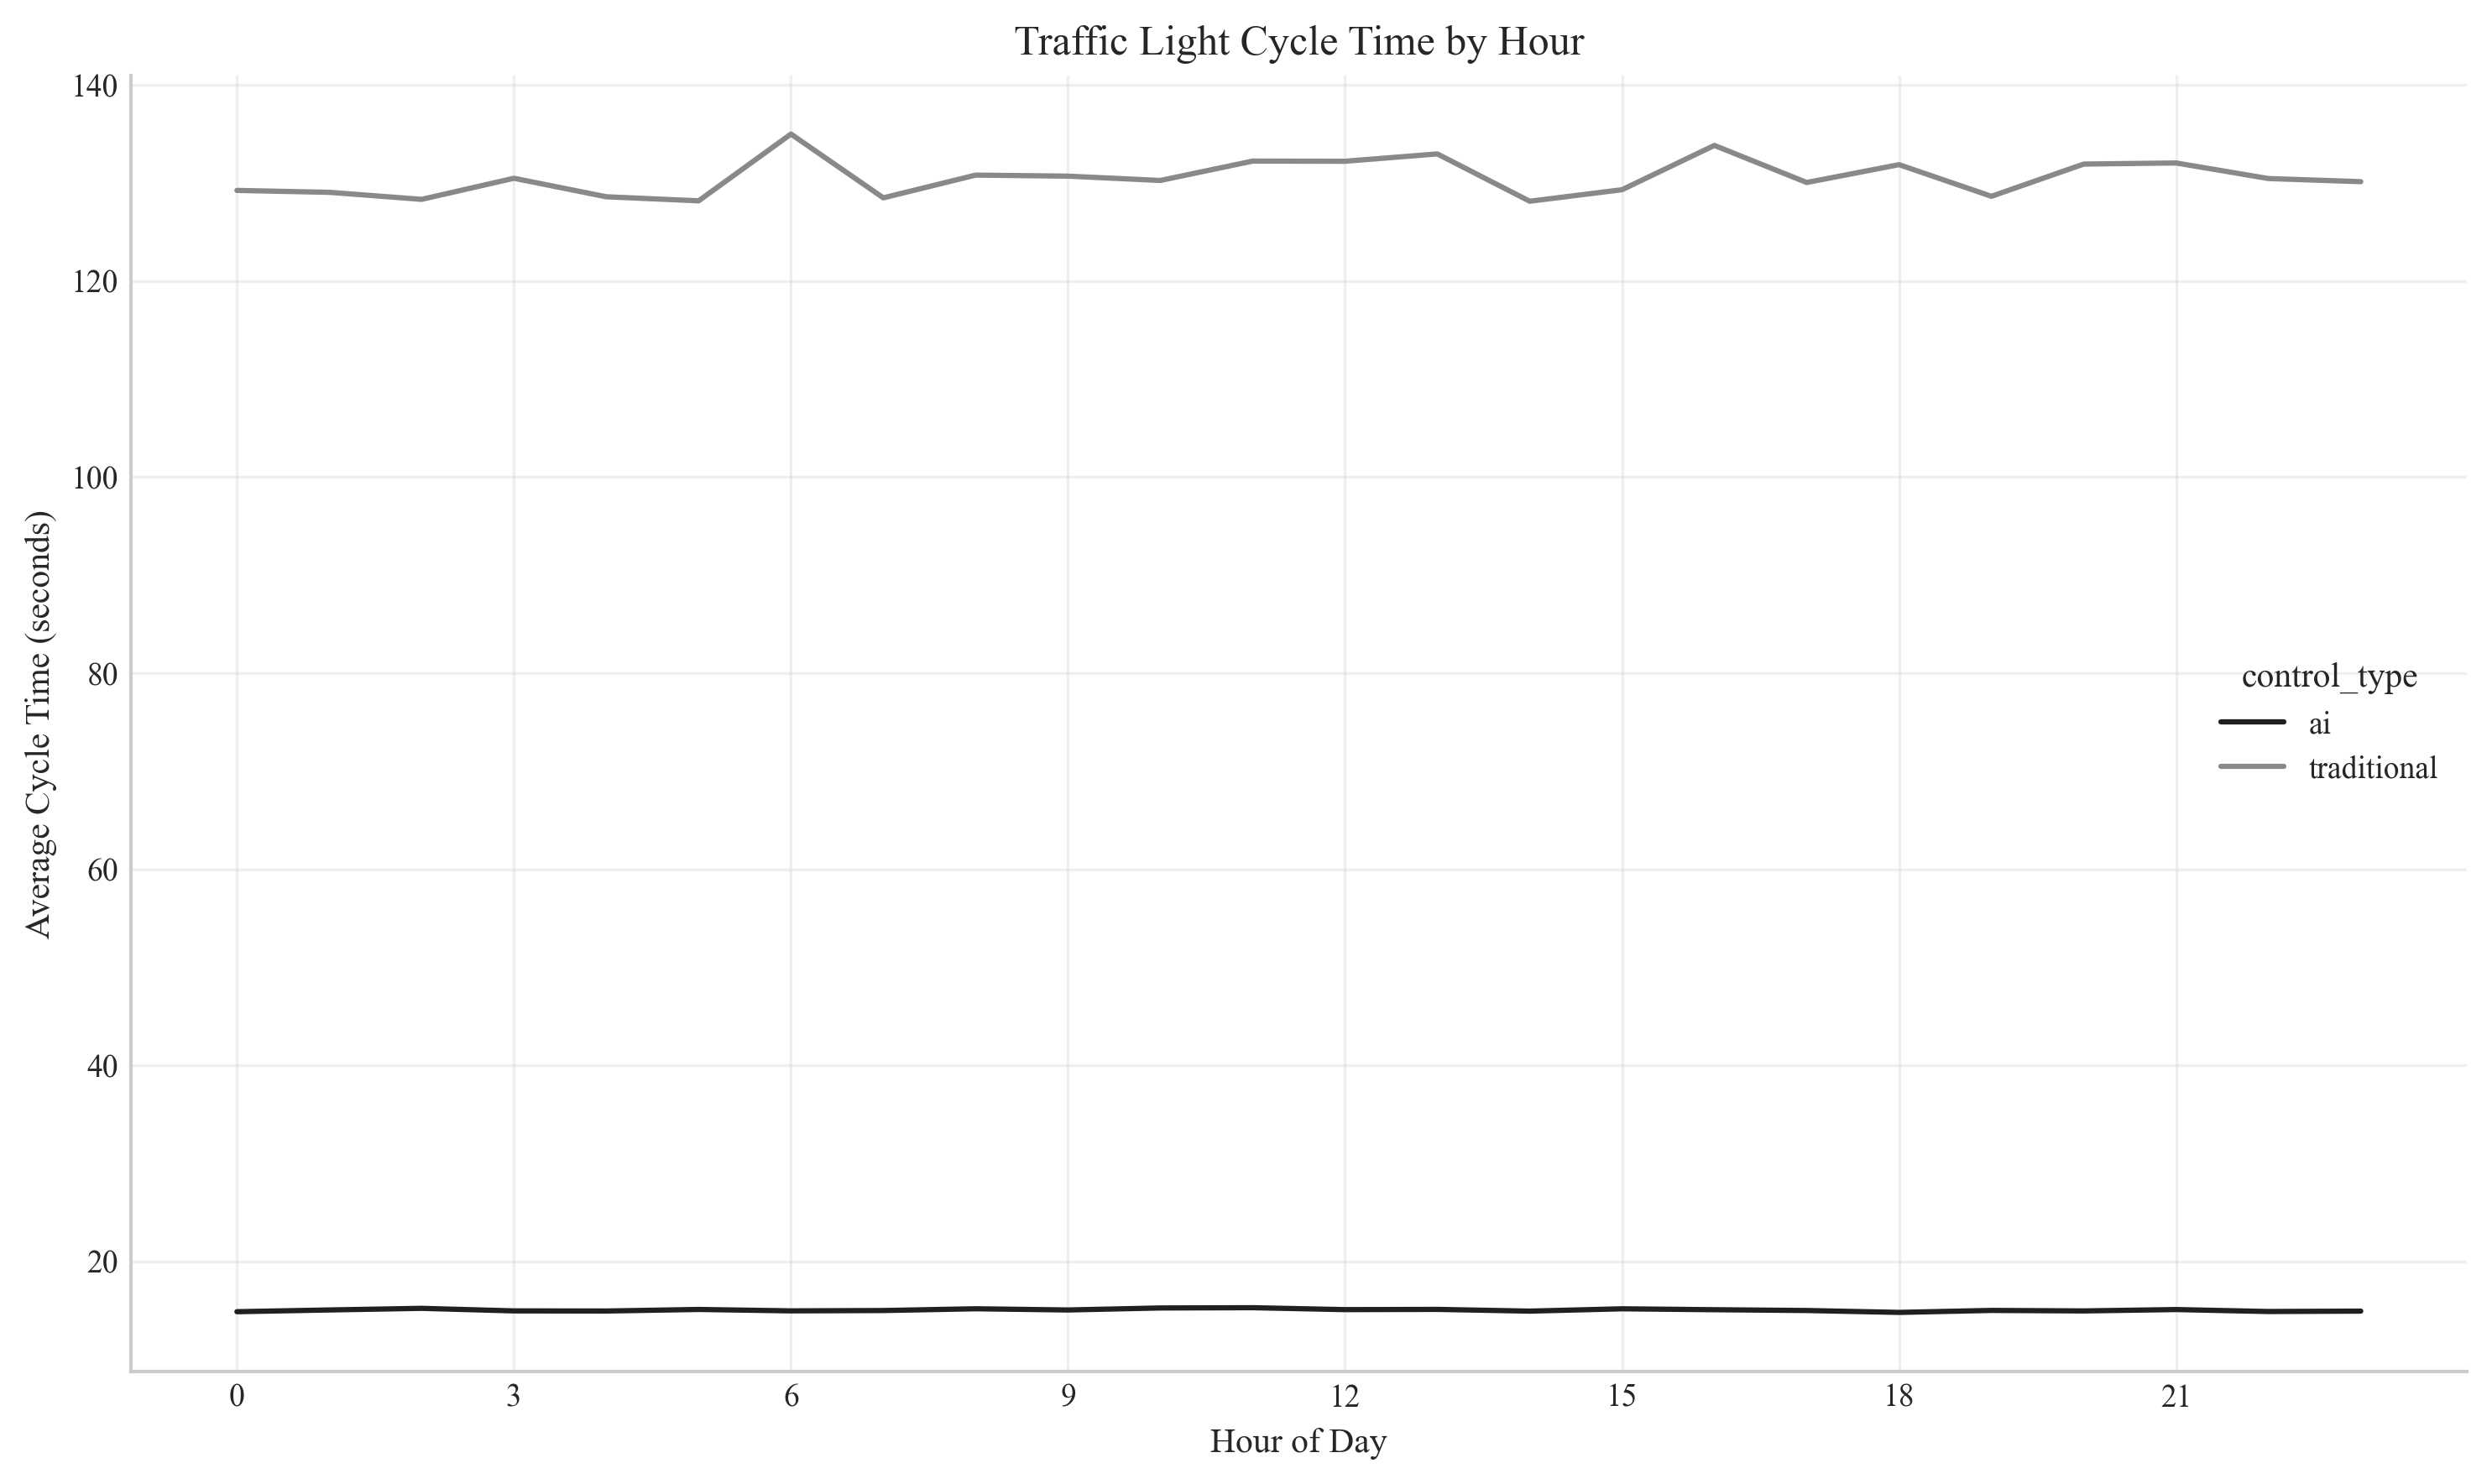 Traffic Light Cycle Time by Hour
140
120
100
80
60
40
20
Average Cycle Time (seconds)
control_type
ai
traditional
0 3 6 9 12 15 18 21
Hour of Day